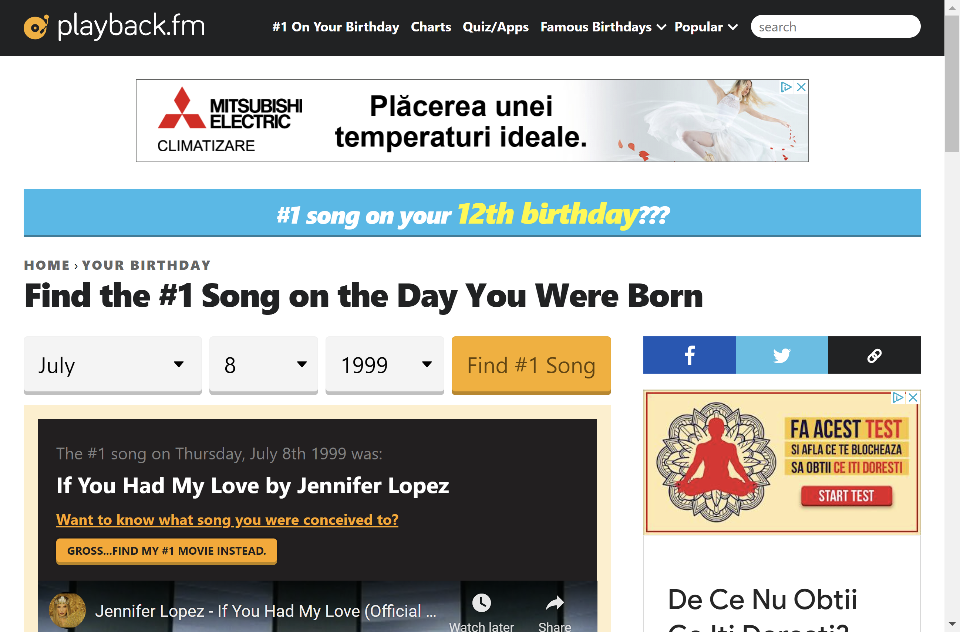 playback.fm
#1 On Your Birthday
Charts
Quiz/Apps
Famous Birthdays
Popular
search
MITSUBISHI
ELECTRIC
CLIMATIZARE
Plăcerea unei
temperaturi ideale.
#1 song on your 12th birthday???
HOME › YOUR BIRTHDAY
Find the #1 Song on the Day You Were Born
July
8
1999
Find #1 Song
The #1 song on Thursday, July 8th 1999 was:
If You Had My Love by Jennifer Lopez
Want to know what song you were conceived to?
GROSS...FIND MY #1 MOVIE INSTEAD.
Jennifer Lopez - If You Had My Love (Official ...
Watch later
Share
FA ACEST TEST
SI AFLA CE TE BLOCHEAZA
SA OBTII CE ITI DORESTI
START TEST
De Ce Nu Obtii
Ce Iti Doresti?